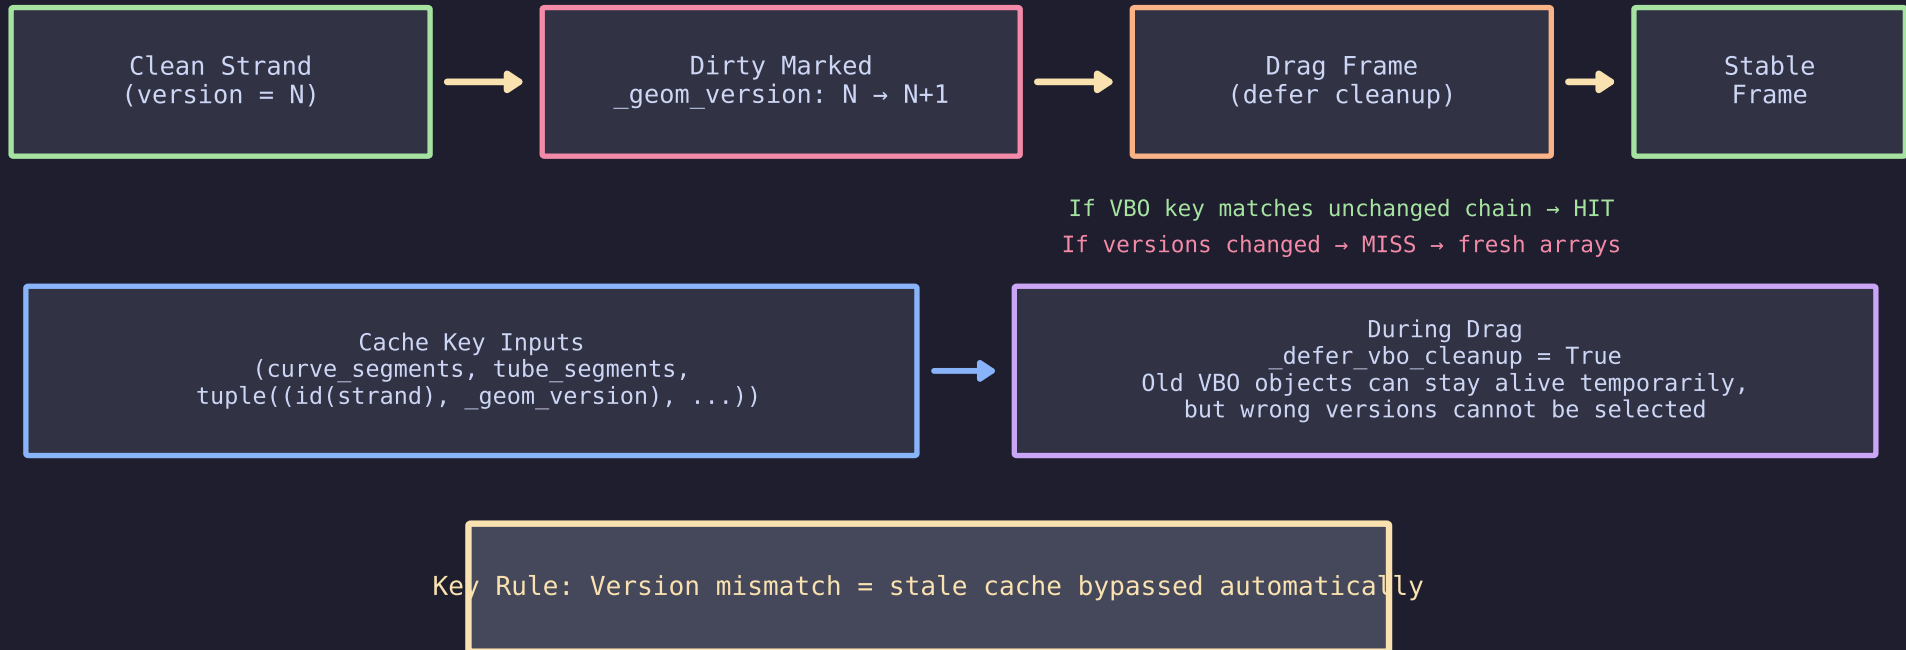 Clean Strand
(version = N)
Dirty Marked
_geom_version: N → N+1
Drag Frame
(defer cleanup)
Stable
Frame
If VBO key matches unchanged chain → HIT
If versions changed → MISS → fresh arrays
Cache Key Inputs
(curve_segments, tube_segments,
tuple((id(strand), _geom_version), ...))
During Drag
_defer_vbo_cleanup = True
Old VBO objects can stay alive temporarily,
but wrong versions cannot be selected
Key Rule: Version mismatch = stale cache bypassed automatically